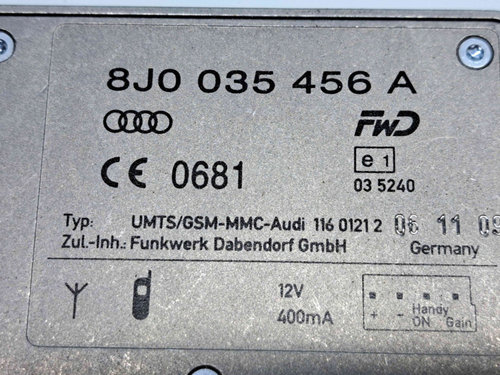 8J0 035 456 A
FWD
CE 0681
e 1
03 5240
Typ: UMTS/GSM-MMC-Audi 116 0121 2 06 11 09
Zul.-Inh.: Funkwerk Dabendorf GmbH Germany
12V
400mA
+ - Handy ON Gain